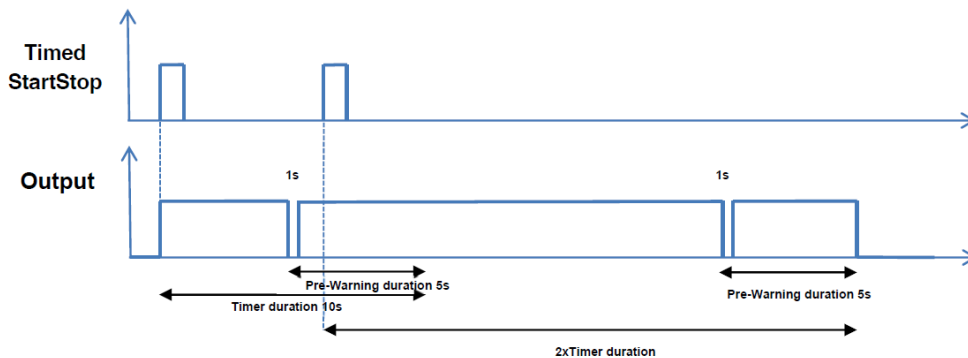 Timed
StartStop
Output
1s
1s
Pre-Warning duration 5s
Pre-Warning duration 5s
Timer duration 10s
2xTimer duration